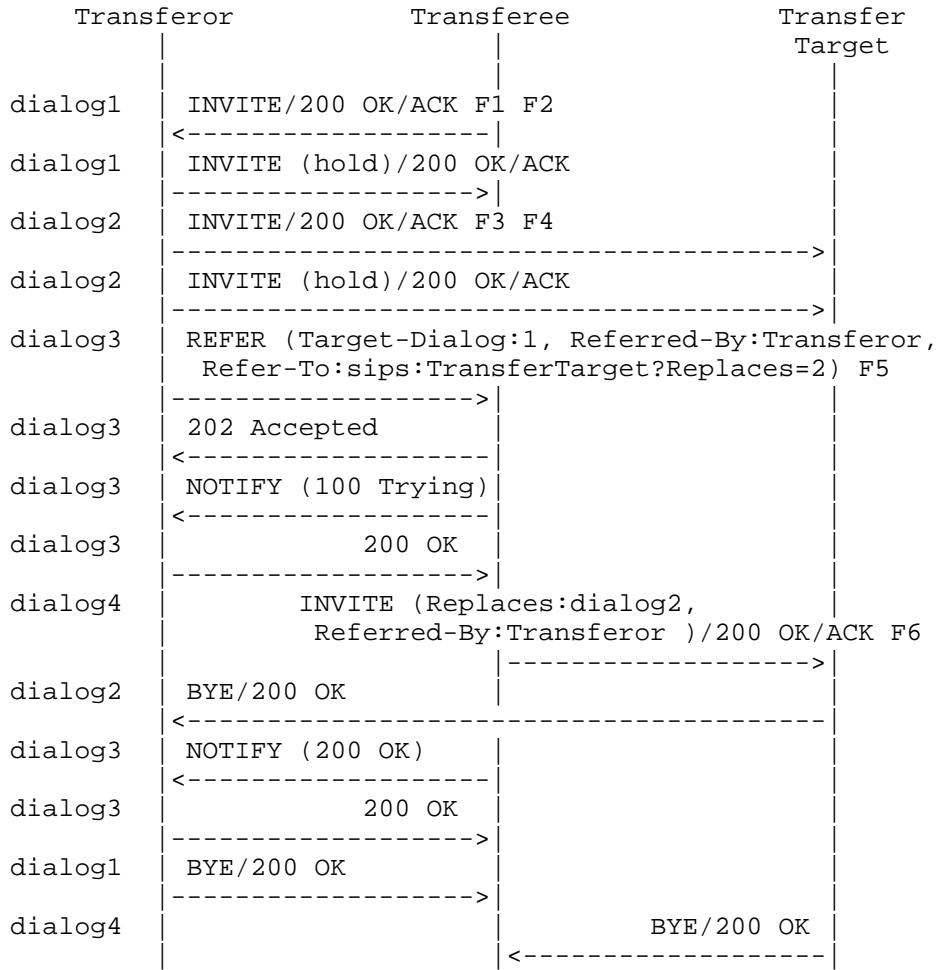 Transferor Transferee Transfer
Target
dialog1 INVITE/200 OK/ACK F1 F2
dialog1 INVITE (hold)/200 OK/ACK
dialog2 INVITE/200 OK/ACK F3 F4
dialog2 INVITE (hold)/200 OK/ACK
dialog3 REFER (Target-Dialog:1, Referred-By:Transferor,
Refer-To:sips:TransferTarget?Replaces=2) F5
dialog3 202 Accepted
dialog3 NOTIFY (100 Trying)
dialog3 200 OK
dialog4 INVITE (Replaces:dialog2,
Referred-By:Transferor )/200 OK/ACK F6
dialog2 BYE/200 OK
dialog3 NOTIFY (200 OK)
dialog3 200 OK
dialog1 BYE/200 OK
dialog4 BYE/200 OK